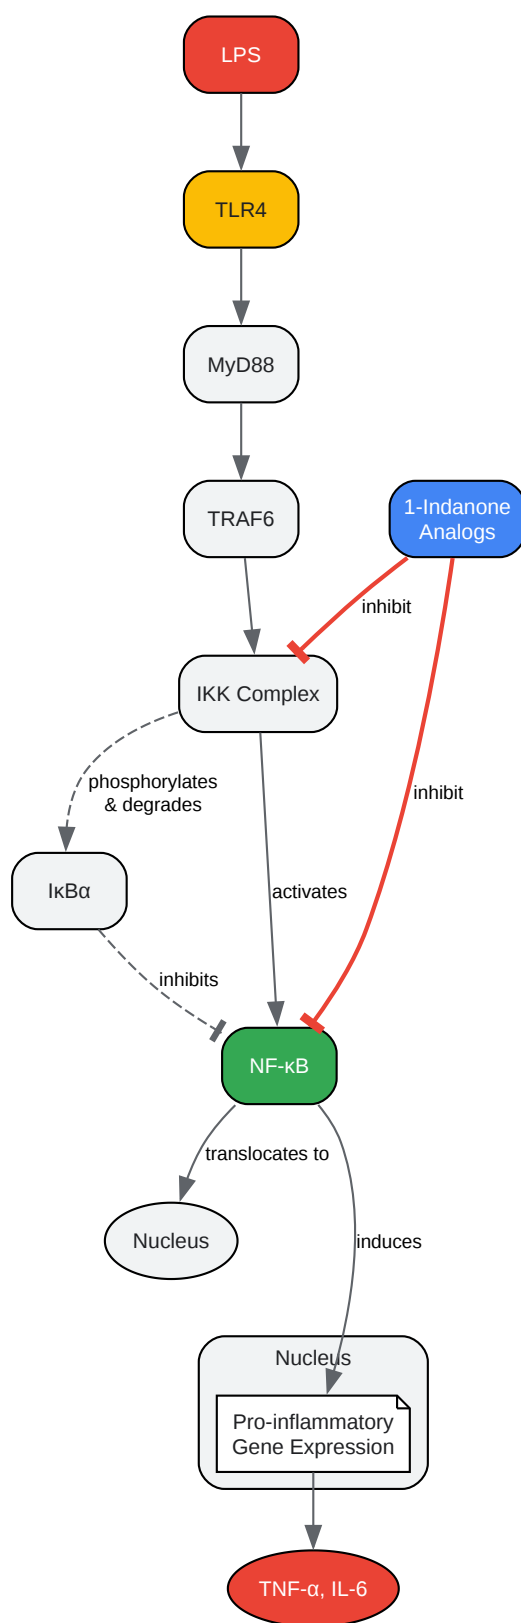 LPS
TLR4
MyD88
TRAF6
1-Indanone
Analogs
inhibit
IKK Complex
phosphorylates
& degrades
inhibit
IκBα
activates
inhibits
NF-κB
translocates to
Nucleus
induces
Nucleus
Pro-inflammatory
Gene Expression
TNF-α, IL-6